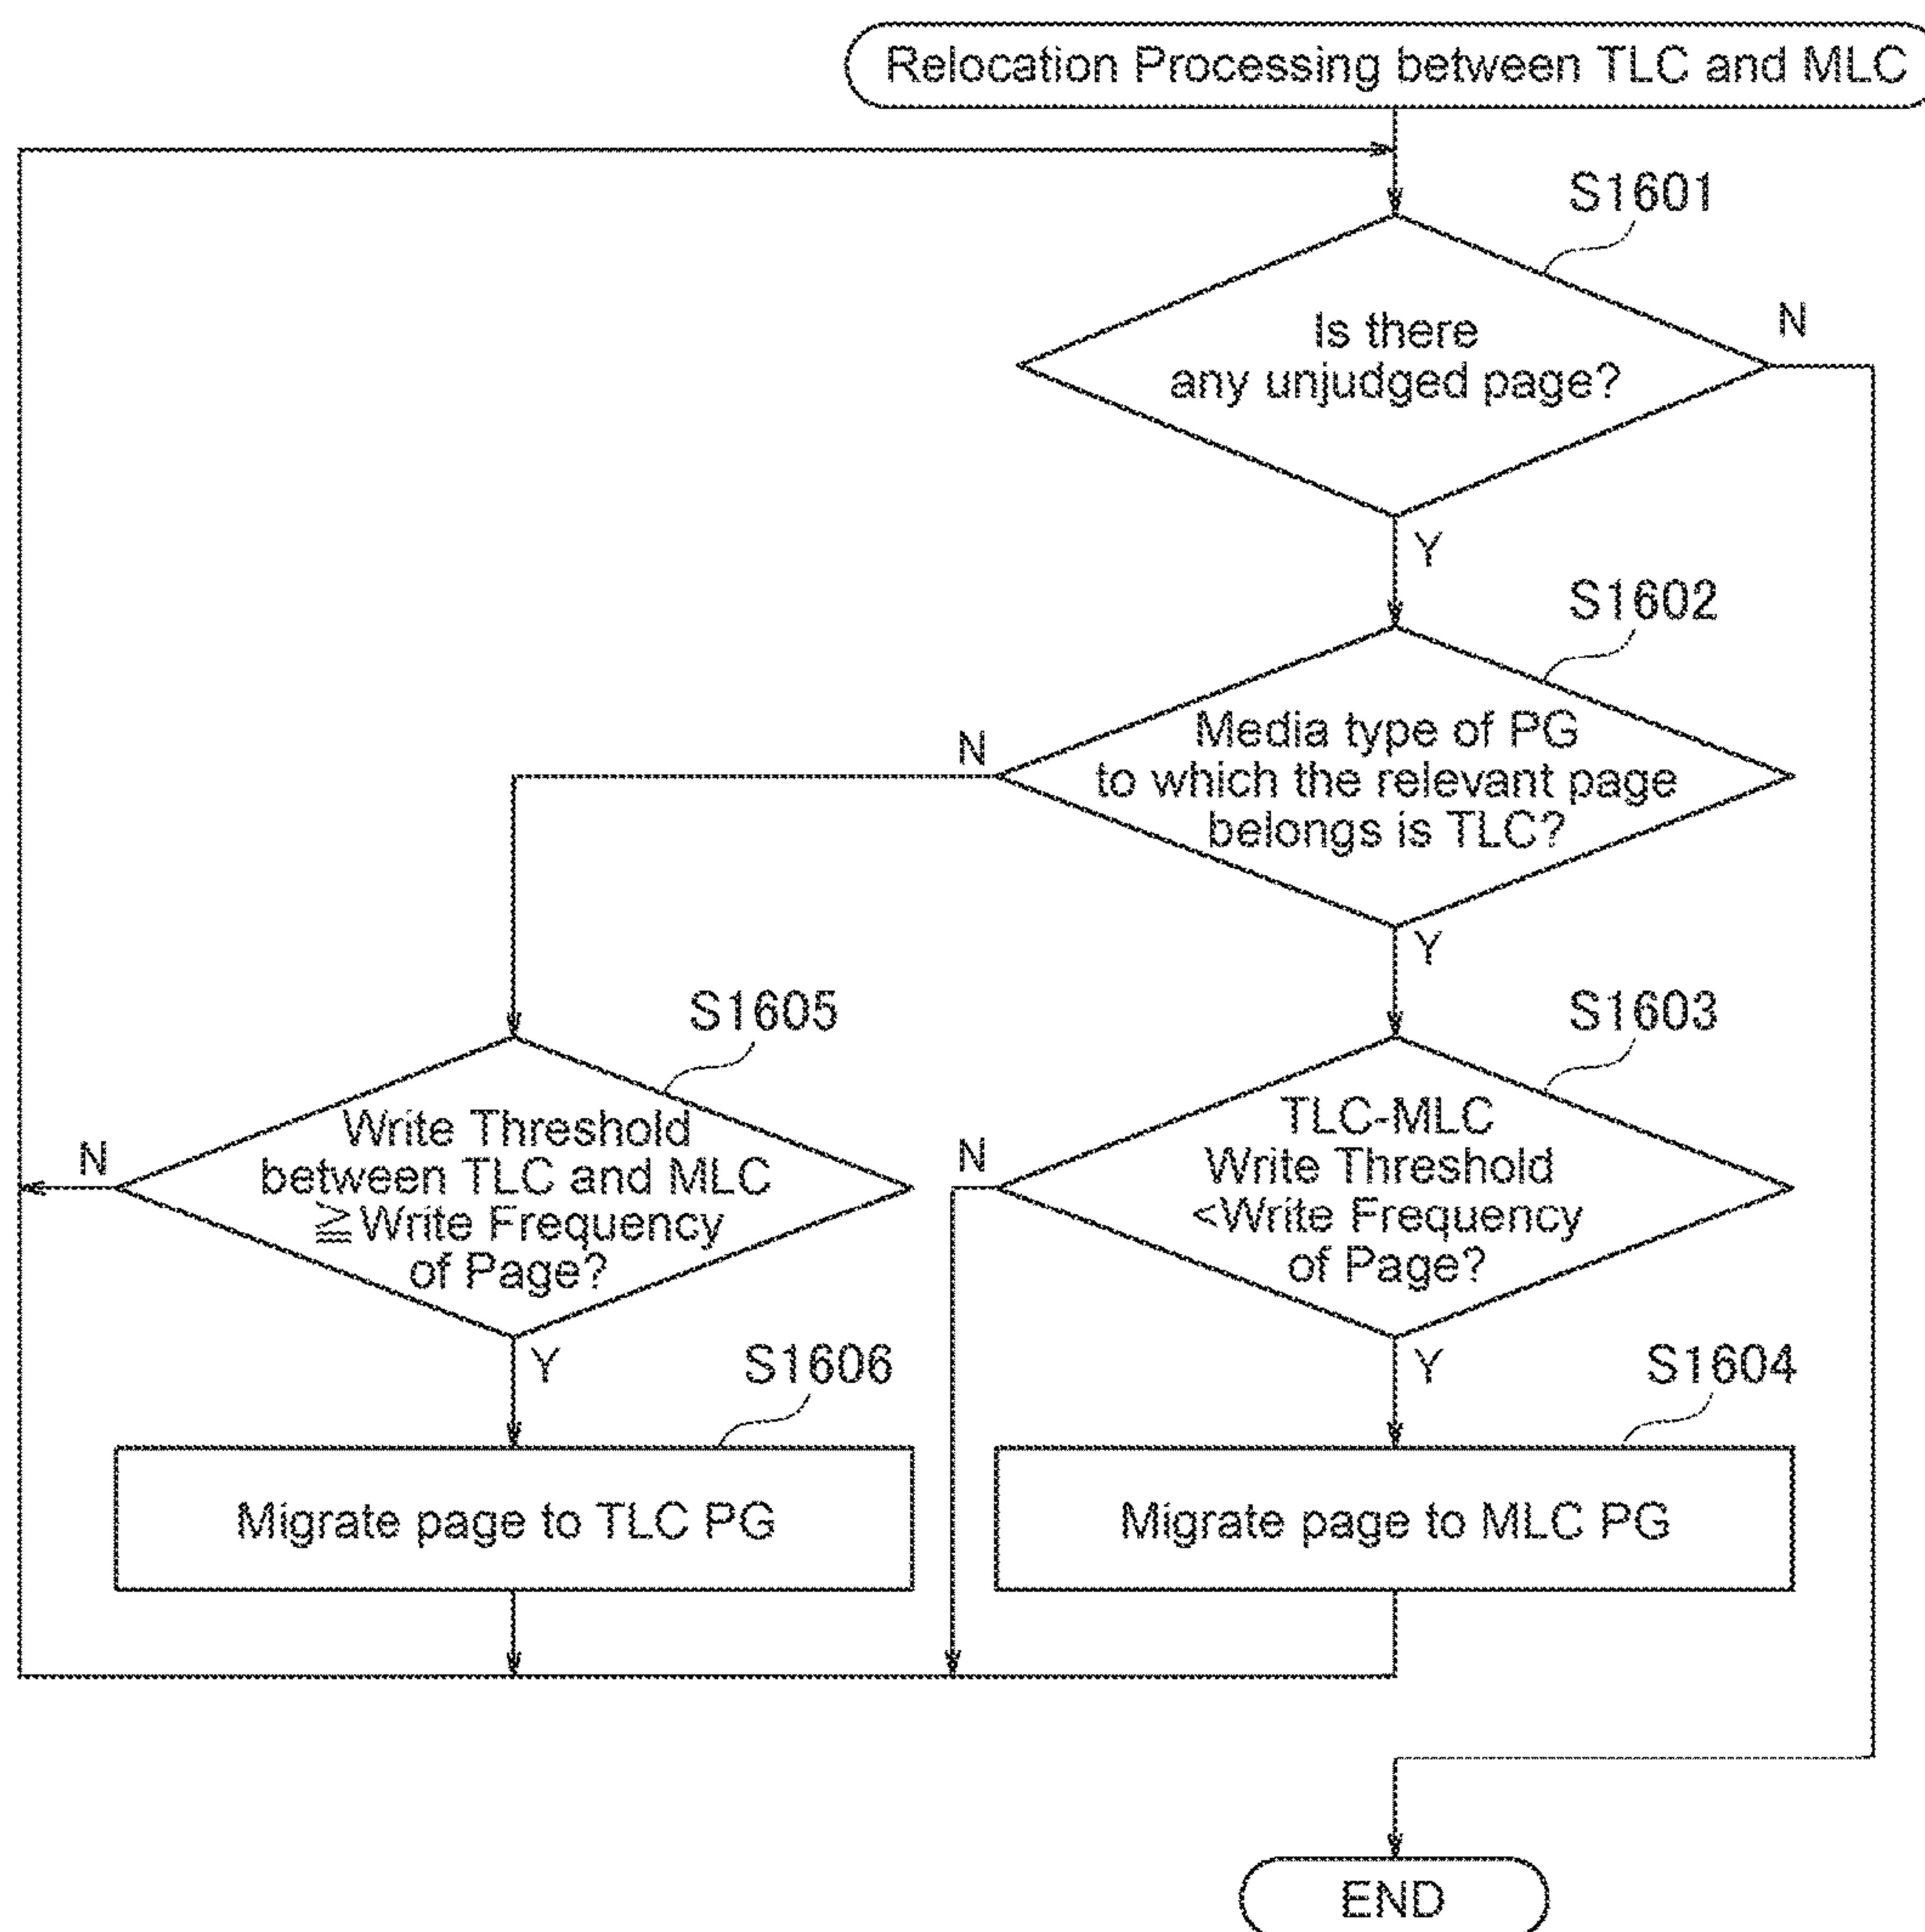 Relocation Processing between TLC and MLC
S1601
Is there
any unjudged page?
N
Y
S1602
Media type of PG
to which the relevant page
belongs is TLC?
N
Y
S1605
Write Threshold
between TLC and MLC
≧Write Frequency
of Page?
N
Y
S1603
TLC-MLC
Write Threshold
<Write Frequency
of Page?
N
Y
S1606
Migrate page to TLC PG
S1604
Migrate page to MLC PG
END